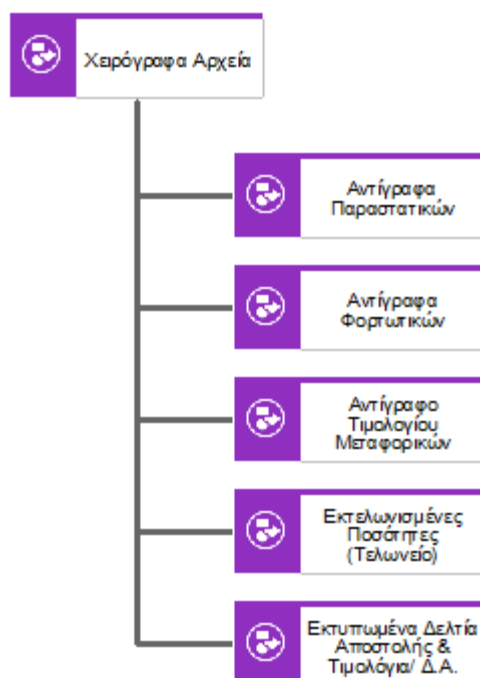 Χειρόγραφα Αρχεία
Αντίγραφα
Παραστατικών
Αντίγραφα
Φορτωτικών
Αντίγραφο
Τιμολογίου
Μεταφορικών
Εκτελωνισμένες
Ποσότητες
(Τελωνείο)
Εκτυπωμένα Δελτία
Αποστολής &
Τιμολόγια/ Δ.Α.